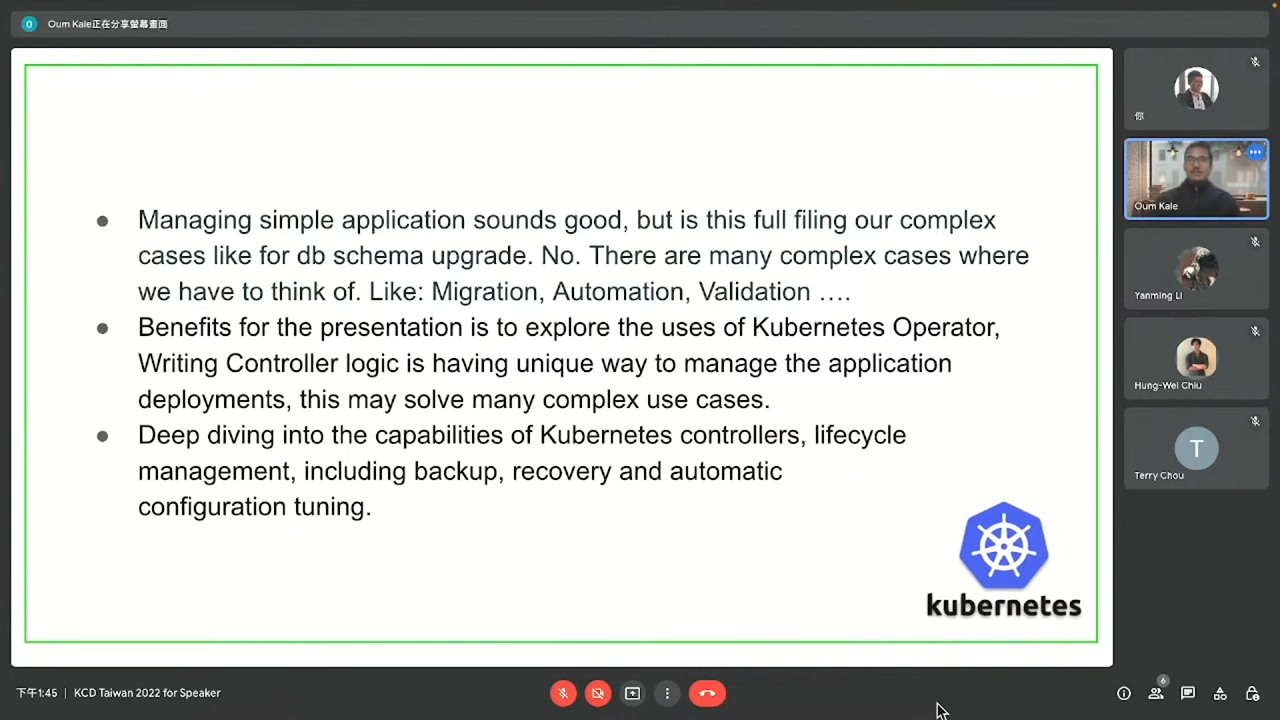 O Oum Kale正在分享螢幕畫面
Managing simple application sounds good, but is this full filing our complex
cases like for db schema upgrade. No. There are many complex cases where
we have to think of. Like: Migration, Automation, Validation ….
Benefits for the presentation is to explore the uses of Kubernetes Operator,
Writing Controller logic is having unique way to manage the application
deployments, this may solve many complex use cases.
Deep diving into the capabilities of Kubernetes controllers, lifecycle
management, including backup, recovery and automatic
configuration tuning.
kubernetes
你
Oum Kale
Yanming Li
Hung-Wei Chiu
T
Terry Chou
下午1:45 | KCD Taiwan 2022 for Speaker
6